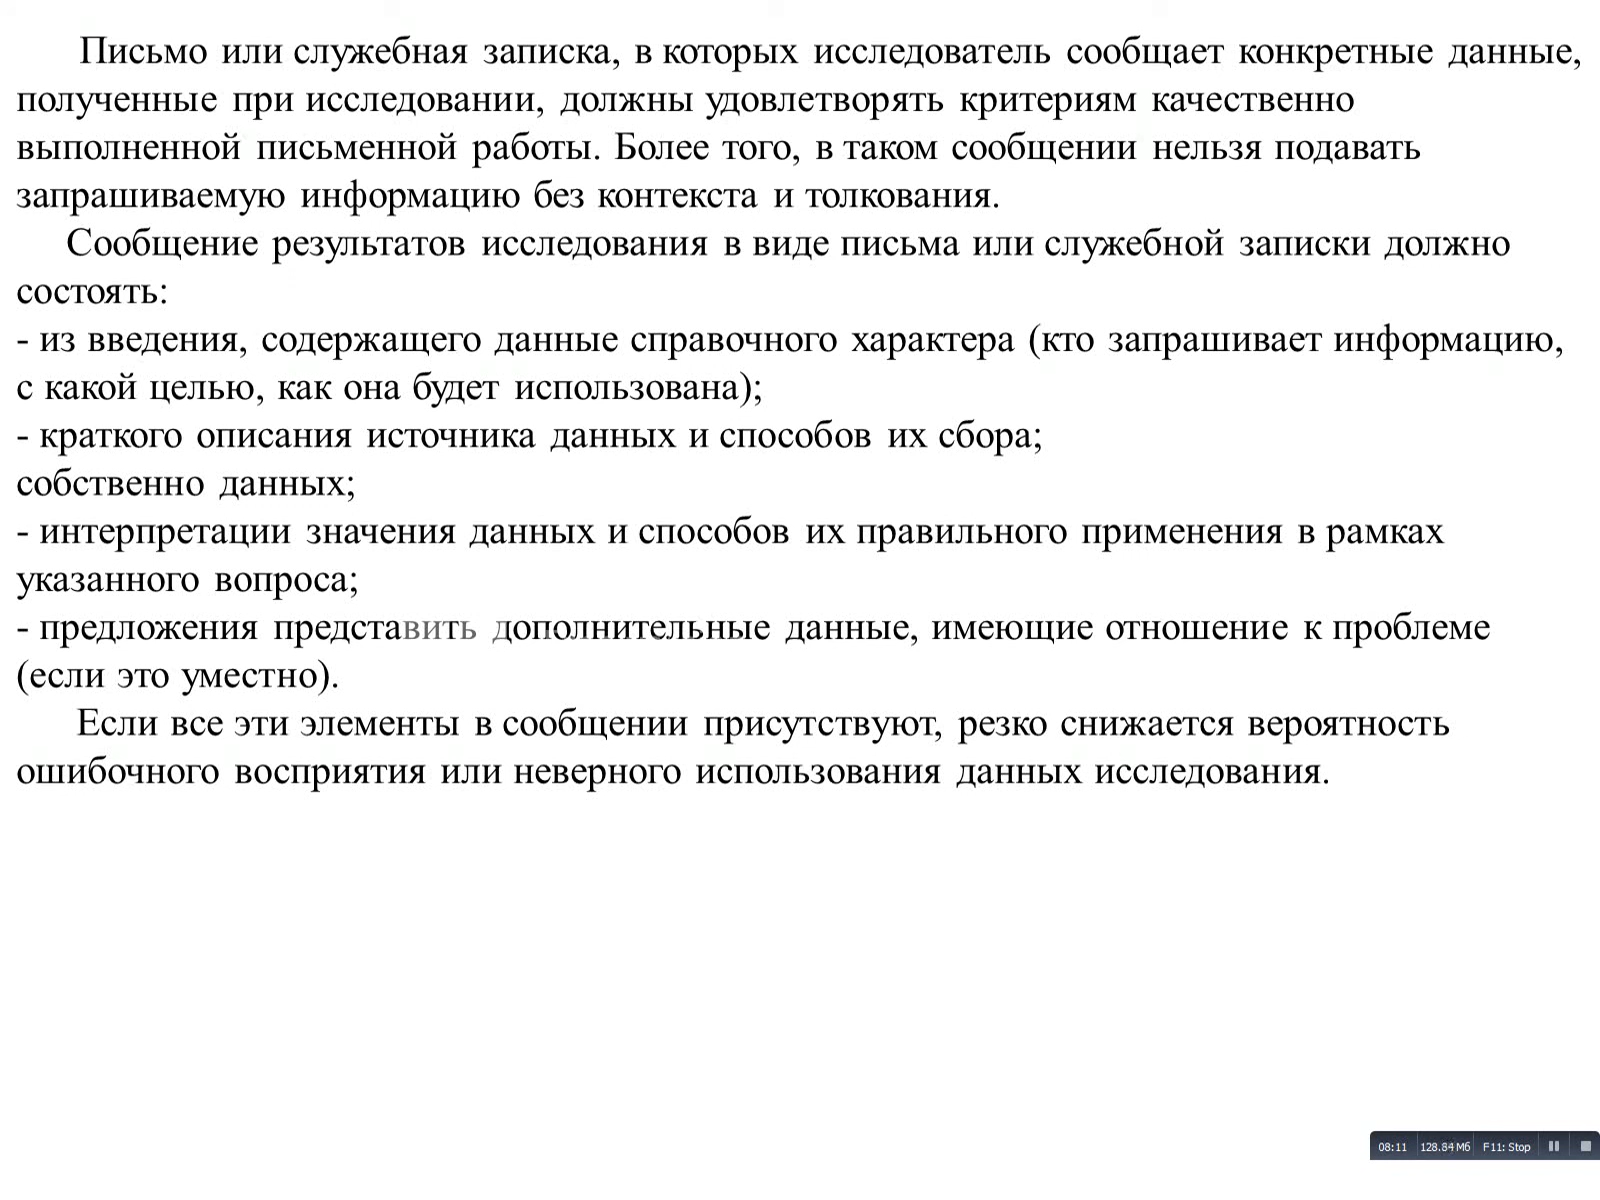 Письмо или служебная записка, в которых исследователь сообщает конкретные данные,
полученные при исследовании, должны удовлетворять критериям качественно
выполненной письменной работы. Более того, в таком сообщении нельзя подавать
запрашиваемую информацию без контекста и толкования.
Сообщение результатов исследования в виде письма или служебной записки должно
состоять:
- из введения, содержащего данные справочного характера (кто запрашивает информацию,
с какой целью, как она будет использована);
- краткого описания источника данных и способов их сбора;
собственно данных;
- интерпретации значения данных и способов их правильного применения в рамках
указанного вопроса;
- предложения представить дополнительные данные, имеющие отношение к проблеме
(если это уместно).
Если все эти элементы в сообщении присутствуют, резко снижается вероятность
ошибочного восприятия или неверного использования данных исследования.
08:11 128.84 Мб F11: Stop